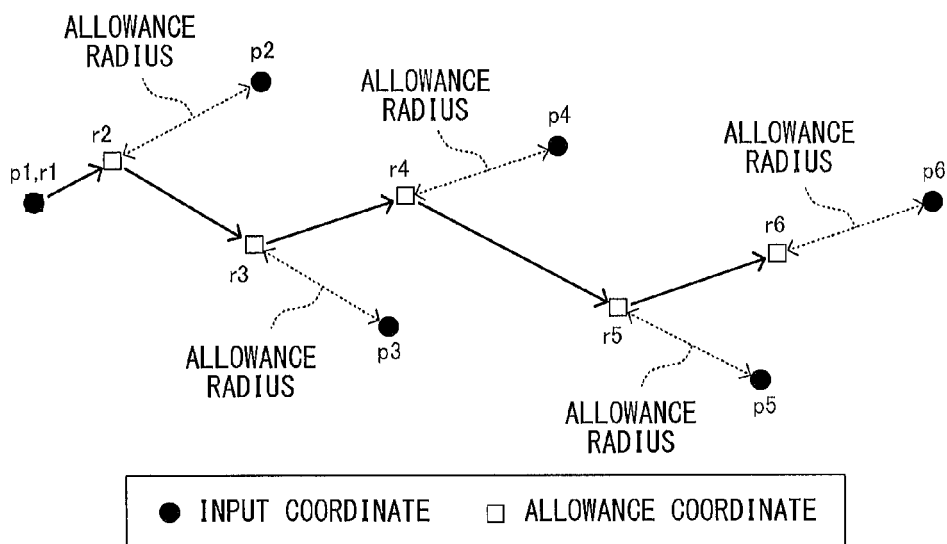 ALLOWANCE
RADIUS
p2
ALLOWANCE
RADIUS
p4
ALLOWANCE
RADIUS
r2
p1,r1
r4
p6
r6
r3
p3
r5
ALLOWANCE
RADIUS
p5
ALLOWANCE
RADIUS
INPUT COORDINATE
ALLOWANCE COORDINATE